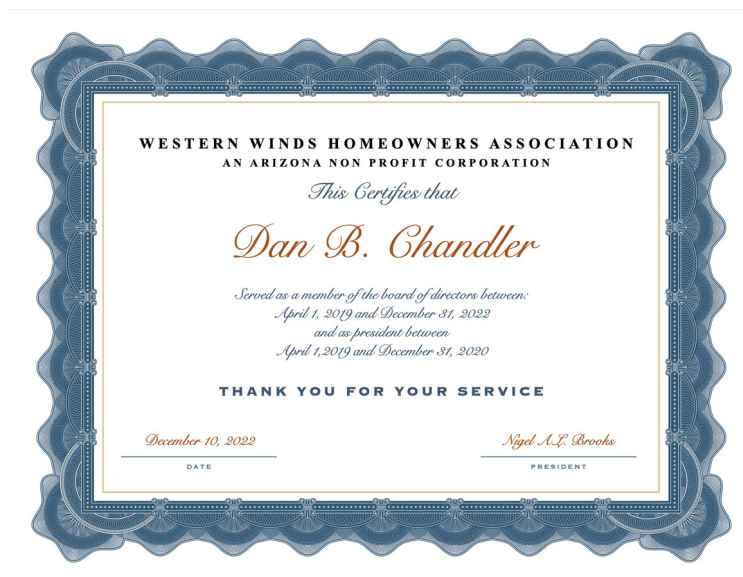 WESTERN WINDS HOMEOWNERS ASSOCIATION
AN ARIZONA NON PROFIT CORPORATION
This Certifies that
Dan B. Chandler
Served as a member of the board of directors between:
April 1, 2019 and December 31, 2022
and as president between
April 1,2019 and December 31, 2020
THANK YOU FOR YOUR SERVICE
December 10, 2022
Nigel A.L. Brooks
DATE
PRESIDENT